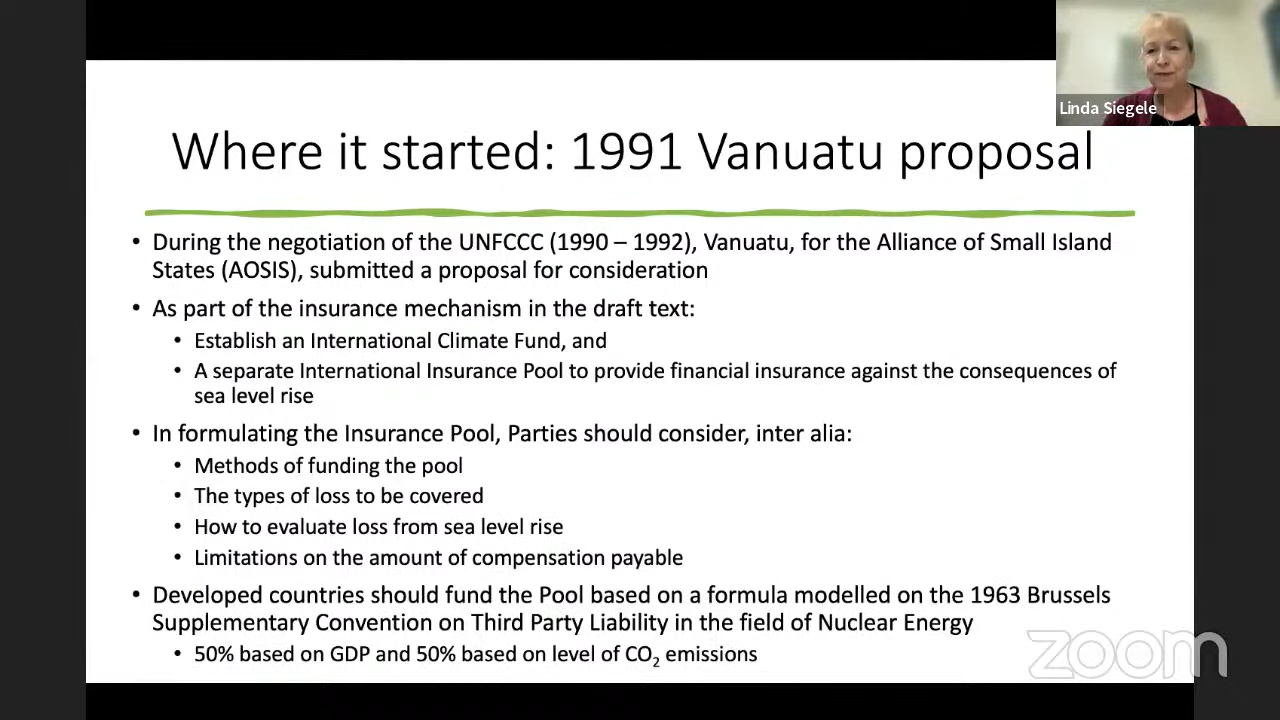 Linda Siegele
Where it started: 1991 Vanuatu proposal
• During the negotiation of the UNFCCC (1990 – 1992), Vanuatu, for the Alliance of Small Island
States (AOSIS), submitted a proposal for consideration
• As part of the insurance mechanism in the draft text:
• Establish an International Climate Fund, and
• A separate International Insurance Pool to provide financial insurance against the consequences of
sea level rise
• In formulating the Insurance Pool, Parties should consider, inter alia:
• Methods of funding the pool
• The types of loss to be covered
• How to evaluate loss from sea level rise
• Limitations on the amount of compensation payable
• Developed countries should fund the Pool based on a formula modelled on the 1963 Brussels
Supplementary Convention on Third Party Liability in the field of Nuclear Energy
• 50% based on GDP and 50% based on level of CO₂ emissions
zoom